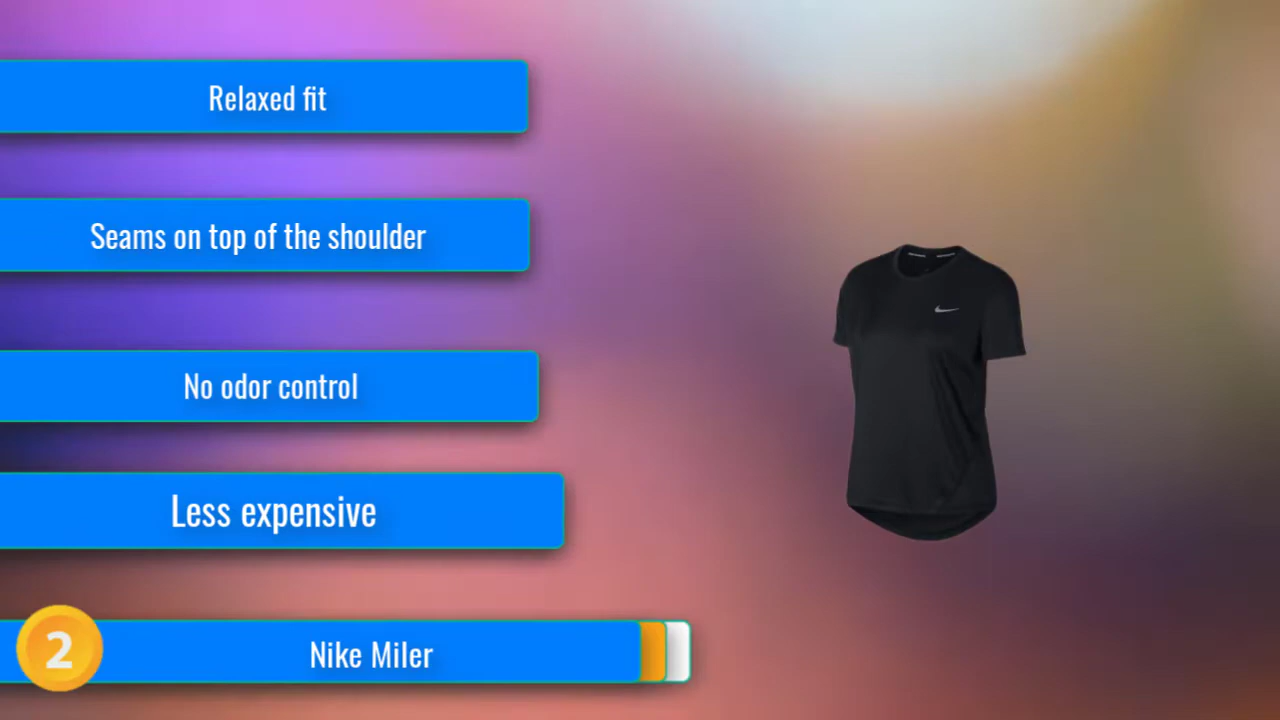 Relaxed fit
Seams on top of the shoulder
No odor control
Less expensive
2
Nike Miler